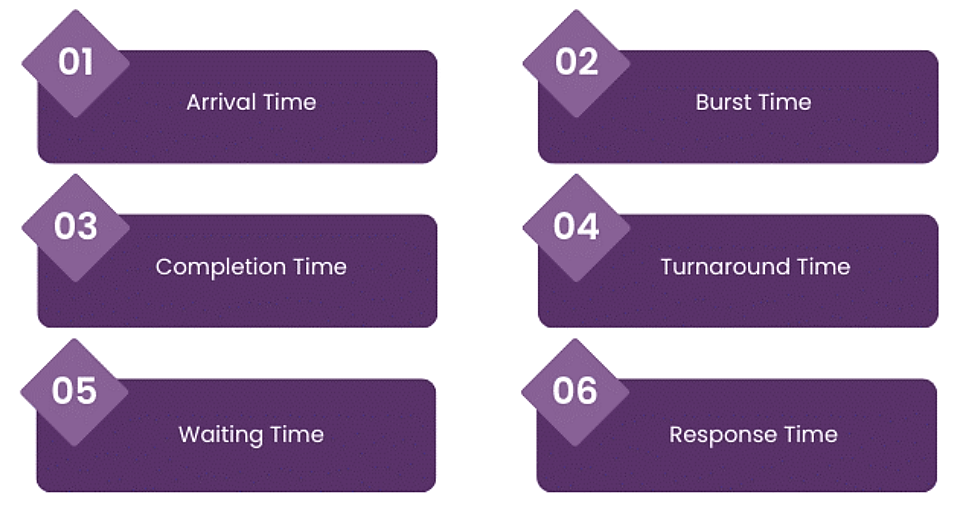 01
Arrival Time
02
Burst Time
03
Completion Time
04
Turnaround Time
05
Waiting Time
06
Response Time